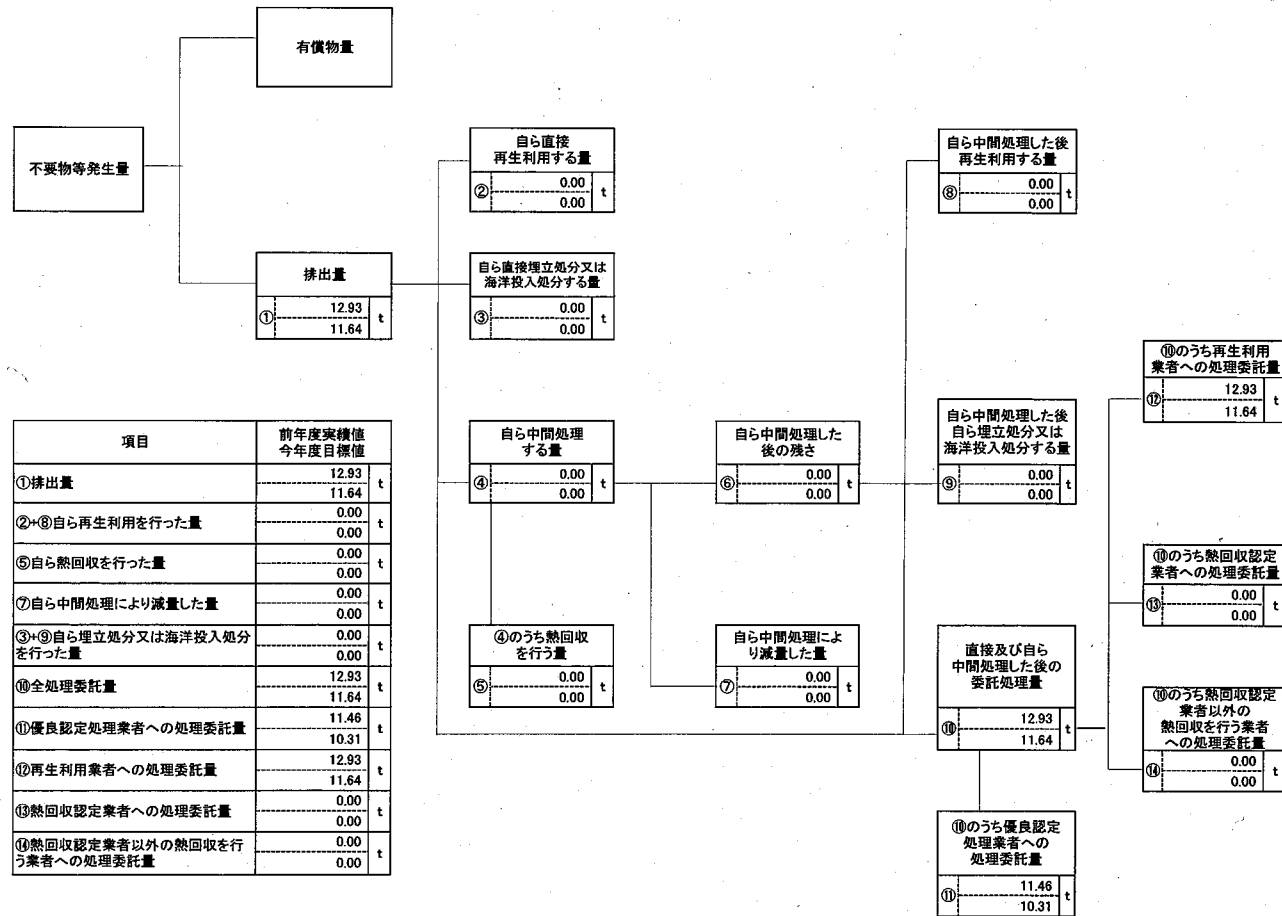 有償物量
不要物等発生量
排出量
① 12.93 t
11.64
自ら直接
再生利用する量
② 0.00 t
0.00
自ら直接埋立処分又は
海洋投入処分する量
③ 0.00 t
0.00
自ら中間処理
する量
④ 0.00 t
0.00
④のうち熱回収
を行う量
⑤ 0.00 t
0.00
自ら中間処理した
後の残さ
⑥ 0.00 t
0.00
自ら中間処理によ
り減量した量
⑦ 0.00 t
0.00
自ら中間処理した後
再生利用する量
⑧ 0.00 t
0.00
自ら中間処理した後
自ら埋立処分又は
海洋投入処分する量
⑨ 0.00 t
0.00
直接及び自ら
中間処理した後の
委託処理量
⑩ 12.93 t
11.64
⑩のうち優良認定
処理業者への
処理委託量
⑪ 11.46 t
10.31
⑩のうち再生利用
業者への処理委託量
⑫ 12.93 t
11.64
⑩のうち熱回収認定
業者への処理委託量
⑬ 0.00 t
0.00
⑩のうち熱回収認定
業者以外の
熱回収を行う業者
への処理委託量
⑭ 0.00 t
0.00
項目 前年度実績値
今年度目標値
①排出量 12.93 t
11.64
②+⑧自ら再生利用を行った量 0.00 t
0.00
⑤自ら熱回収を行った量 0.00 t
0.00
⑦自ら中間処理により減量した量 0.00 t
0.00
③+⑨自ら埋立処分又は海洋投入処分 0.00 t
を行った量 0.00
⑩全処理委託量 12.93 t
11.64
⑪優良認定処理業者への処理委託量 11.46 t
10.31
⑫再生利用業者への処理委託量 12.93 t
11.64
⑬熱回収認定業者への処理委託量 0.00 t
0.00
⑭熱回収認定業者以外の熱回収を行 0.00 t
う業者への処理委託量 0.00